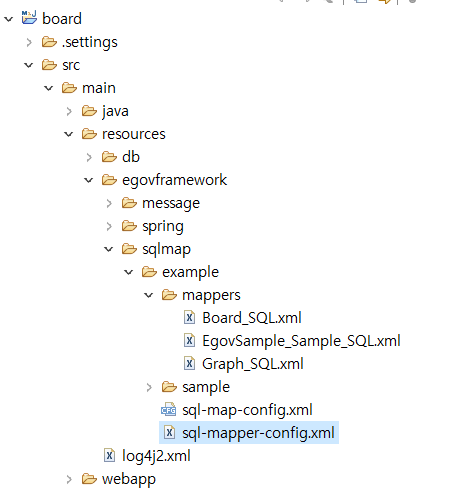 board
.settings
src
main
java
resources
db
egovframework
message
spring
sqlmap
example
mappers
Board_SQL.xml
EgovSample_Sample_SQL.xml
Graph_SQL.xml
sample
sql-map-config.xml
sql-mapper-config.xml
log4j2.xml
webapp